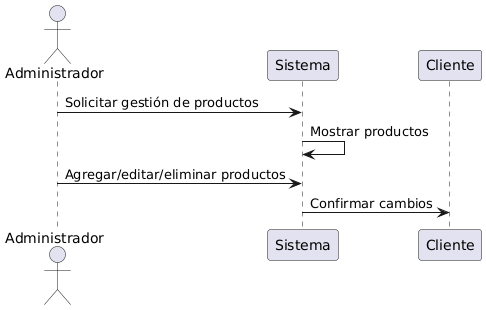 Administrador
Sistema
Cliente
Solicitar gestión de productos
Mostrar productos
Agregar/editar/eliminar productos
Confirmar cambios
Administrador
Sistema
Cliente